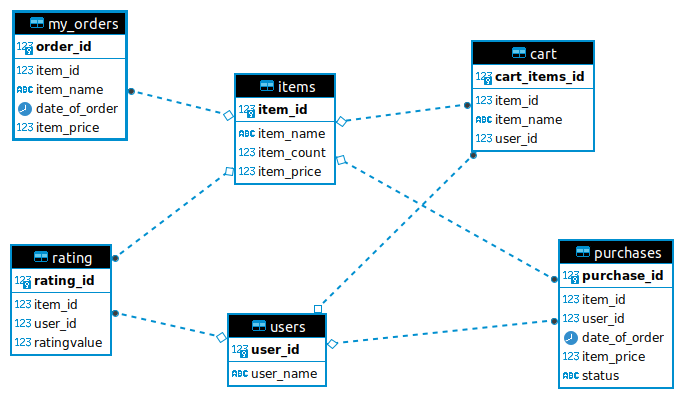 my_orders
123 order_id
123 item_id
ABC item_name
date_of_order
123 item_price
items
123 item_id
ABC item_name
123 item_count
123 item_price
cart
123 cart_items_id
123 item_id
ABC item_name
123 user_id
rating
123 rating_id
123 item_id
123 user_id
123 ratingvalue
users
123 user_id
ABC user_name
purchases
123 purchase_id
123 item_id
123 user_id
date_of_order
123 item_price
ABC status